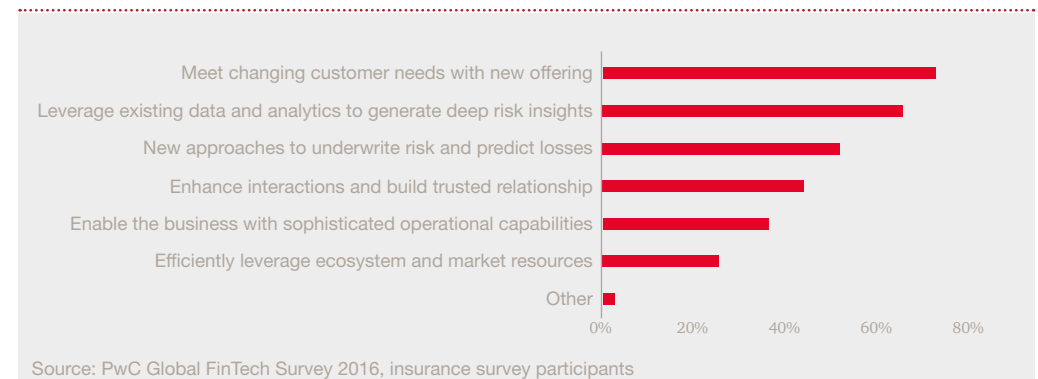 Meet changing customer needs with new offering
Leverage existing data and analytics to generate deep risk insights
New approaches to underwrite risk and predict losses
Enhance interactions and build trusted relationship
Enable the business with sophisticated operational capabilities
Efficiently leverage ecosystem and market resources
Other
0% 20% 40% 60% 80%
Source: PwC Global FinTech Survey 2016, insurance survey participants